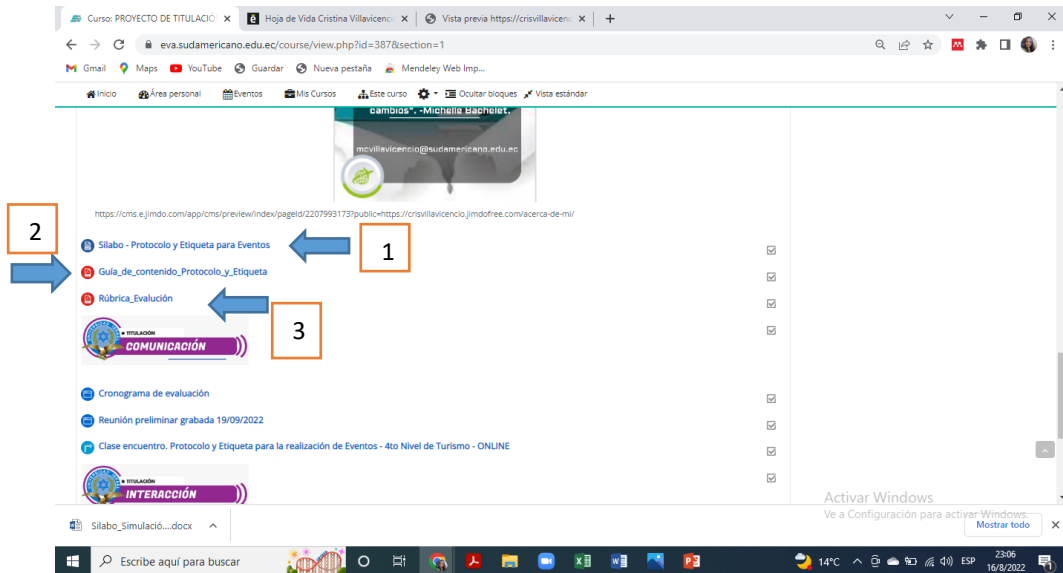 Curso: PROYECTO DE TITULACIÓ
Hoja de Vida Cristina Villavicenci
Vista previa https://crisvillavicenc
eva.sudamericano.edu.ec/course/view.php?id=387&section=1
Gmail
Maps
YouTube
Guardar
Nueva pestaña
Mendeley Web Imp...
Inicio
Área personal
Eventos
Mis Cursos
Este curso
Ocultar bloques
Vista estándar
cambios". -Michelle Bachelet.
mcvillavicencio@sudamericano.edu.ec
https://cms.e.jimdo.com/app/cms/preview/index/pageId/2207993173?public=https://crisvillavicencio.jimdofree.com/acerca-de-mi/
2
Silabo - Protocolo y Etiqueta para Eventos
1
Guía_de_contenido_Protocolo_y_Etiqueta
Rúbrica_Evalución
3
TITULACIÓN
COMUNICACIÓN
Cronograma de evaluación
Reunión preliminar grabada 19/09/2022
Clase encuentro. Protocolo y Etiqueta para la realización de Eventos - 4to Nivel de Turismo - ONLINE
TITULACIÓN
INTERACCIÓN
Activar Windows
Ve a Configuración para activar Windows.
Silabo_Simulació....docx
Mostrar todo
Escribe aquí para buscar
14°C
ESP
23:06
16/8/2022